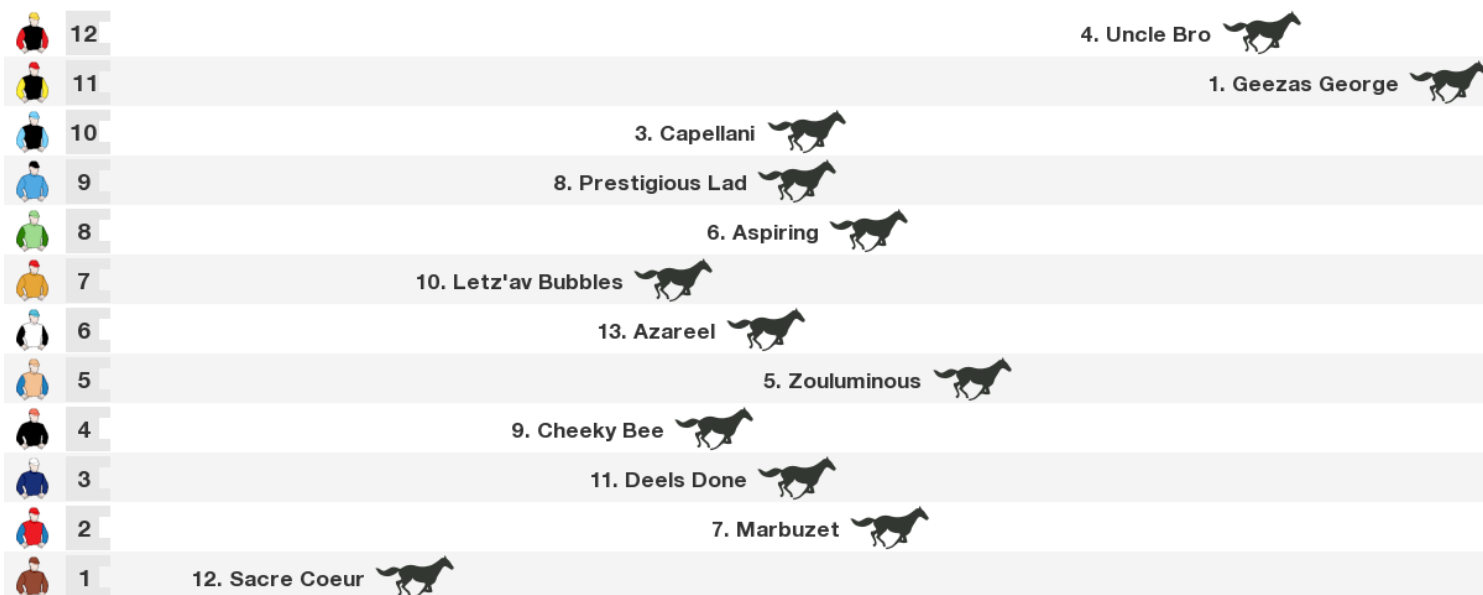 12 4. Uncle Bro
11 1. Geezas George
10 3. Capellani
9 8. Prestigious Lad
8 6. Aspiring
7 10. Letz'av Bubbles
6 13. Azareel
5 5. Zouluminous
4 9. Cheeky Bee
3 11. Deels Done
2 7. Marbuzet
1 12. Sacre Coeur